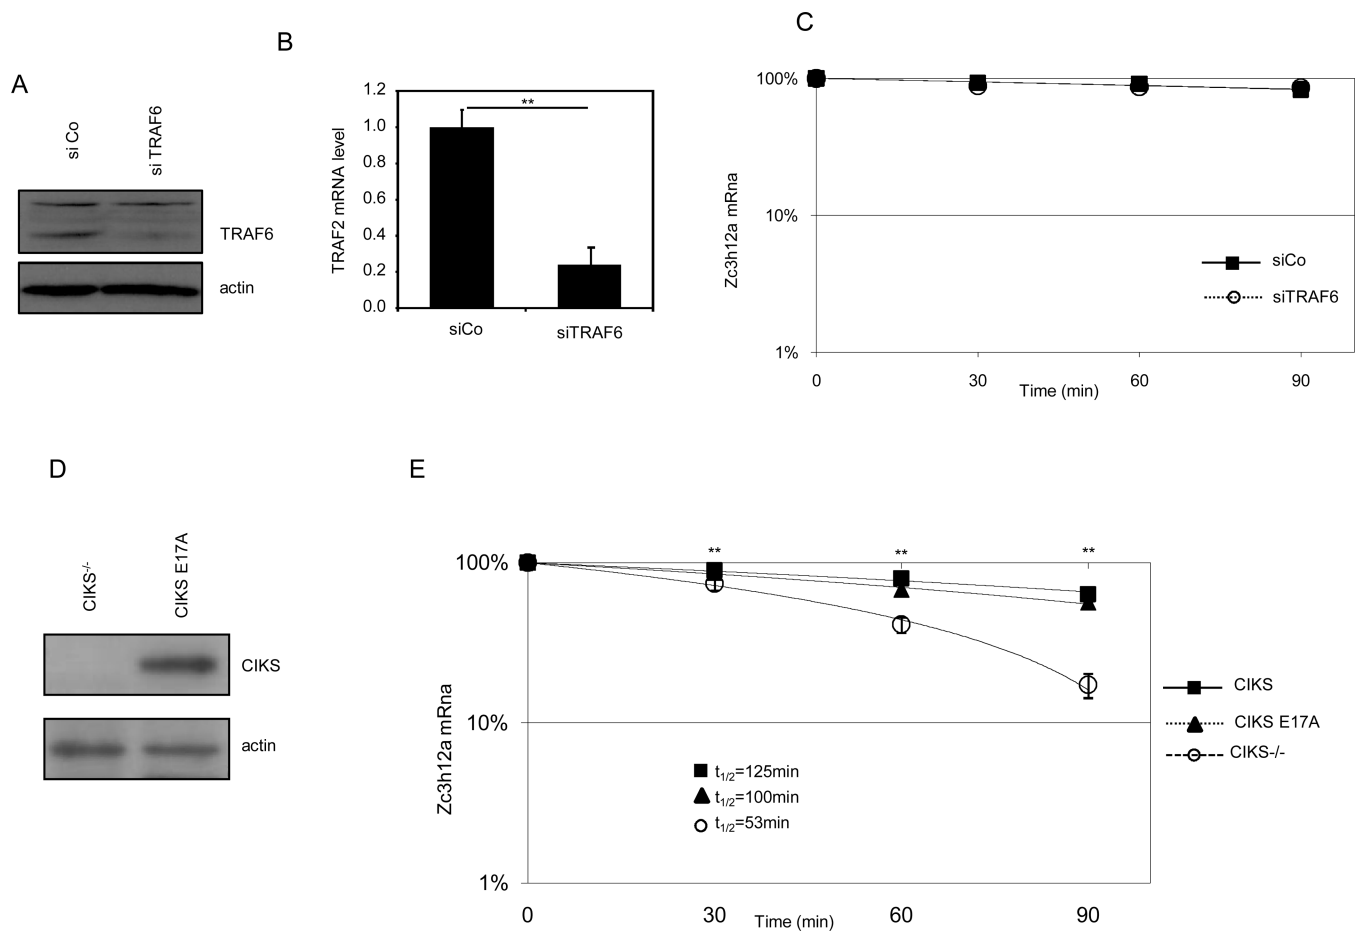 A
si Co
si TRAF6
TRAF6
actin
B
TRAF2 mRNA level
1.2
1.0
0.8
0.6
0.4
0.2
0.0
**
siCo
siTRAF6
C
Zc3h12a mRna
100%
10%
1%
siCo
siTRAF6
0 30 60 90
Time (min)
D
CIKS-/-
CIKS E17A
CIKS
actin
E
Zc3h12a mRna
100%
10%
1%
** ** **
CIKS
CIKS E17A
CIKS-/-
t1/2=125min
t1/2=100min
t1/2=53min
0 30 60 90
Time (min)